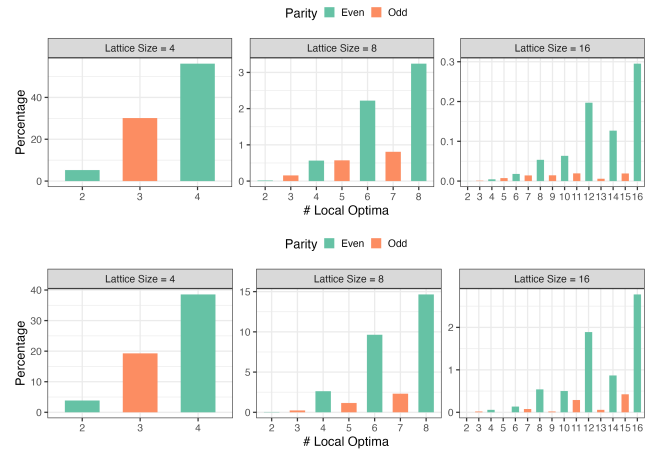 Parity Even Odd
Lattice Size = 4 Lattice Size = 8 Lattice Size = 16
Percentage
40
20
0
3
2
1
0
0.3
0.2
0.1
0.0
2 3 4 2 3 4 5 6 7 8 2 3 4 5 6 7 8 9 10 11 12 13 14 15 16
# Local Optima
Parity Even Odd
Lattice Size = 4 Lattice Size = 8 Lattice Size = 16
Percentage
40
30
20
10
0
15
10
5
0
2
1
0
2 3 4 2 3 4 5 6 7 8 2 3 4 5 6 7 8 9 10 11 12 13 14 15 16
# Local Optima